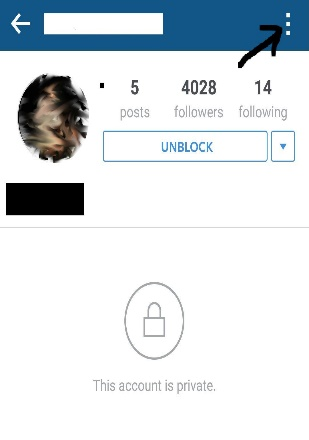 5 4028 14
posts followers following
UNBLOCK
This account is private.